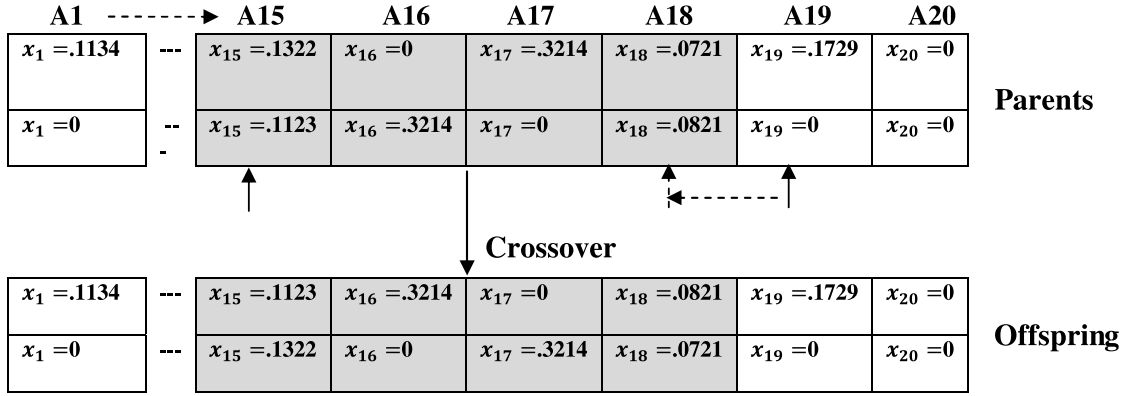 A1 A15 A16 A17 A18 A19 A20
x₁ =.1134 --- x₁₅ =.1322 x₁₆ =0 x₁₇ =.3214 x₁₈ =.0721 x₁₉ =.1729 x₂₀ =0
Parents
x₁ =0 --- x₁₅ =.1123 x₁₆ =.3214 x₁₇ =0 x₁₈ =.0821 x₁₉ =0 x₂₀ =0
Crossover
x₁ =.1134 --- x₁₅ =.1123 x₁₆ =.3214 x₁₇ =0 x₁₈ =.0821 x₁₉ =.1729 x₂₀ =0
Offspring
x₁ =0 --- x₁₅ =.1322 x₁₆ =0 x₁₇ =.3214 x₁₈ =.0721 x₁₉ =0 x₂₀ =0